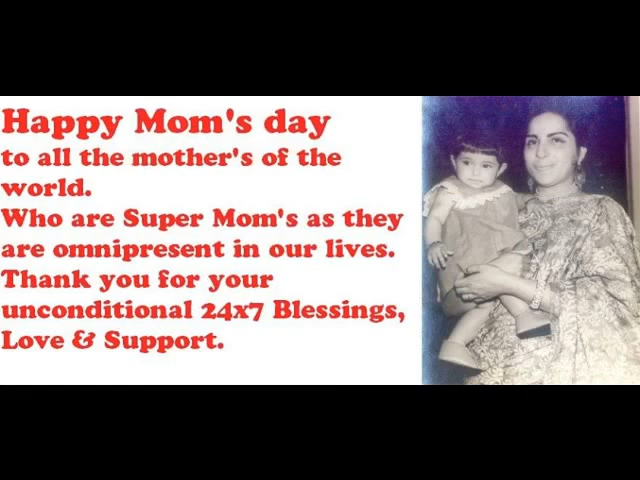 Happy Mom's day
to all the mother's of the
world.
Who are Super Mom's as they
are omnipresent in our lives.
Thank you for your
unconditional 24x7 Blessings,
Love & Support.